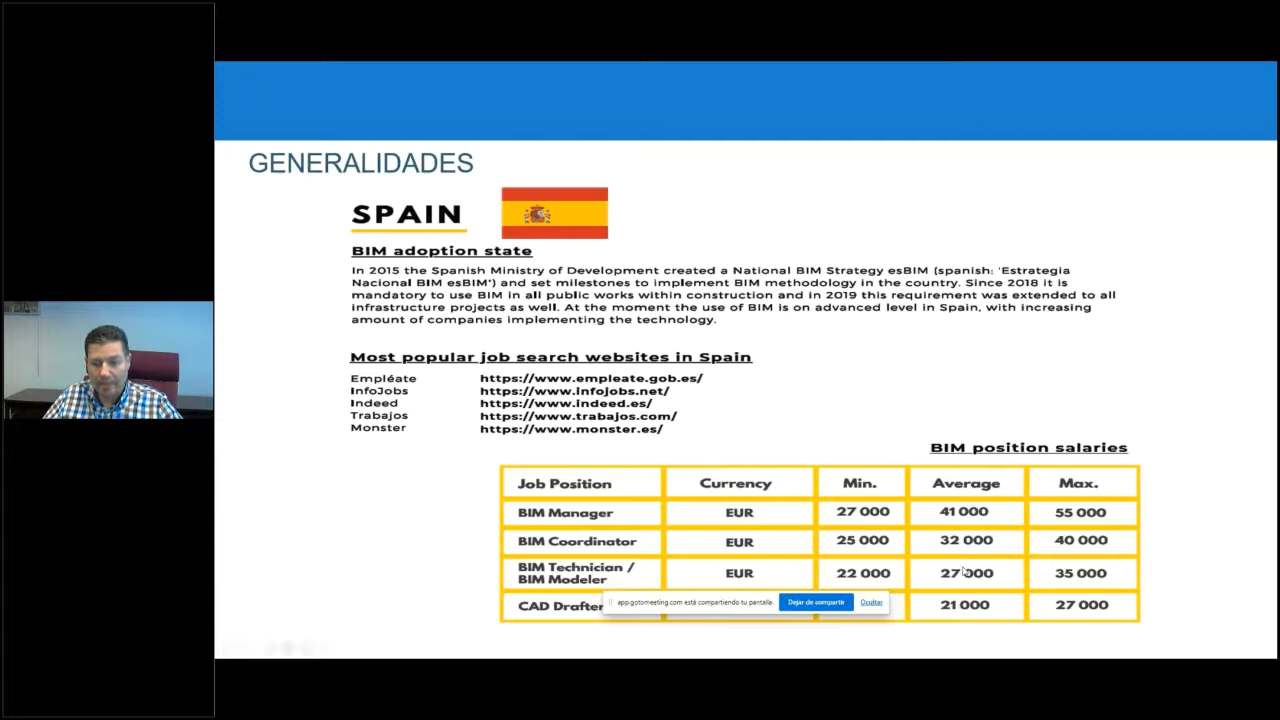 GENERALIDADES
SPAIN
BIM adoption state
In 2015 the Spanish Ministry of Development created a National BIM Strategy esBIM (spanish: 'Estrategia
Nacional BIM esBIM') and set milestones to implement BIM methodology in the country. Since 2018 it is
mandatory to use BIM in all public works within construction and in 2019 this requirement was extended to all
infrastructure projects as well. At the moment the use of BIM is on advanced level in Spain, with increasing
amount of companies implementing the technology.
Most popular job search websites in Spain
Empléate https://www.empleate.gob.es/
InfoJobs https://www.infojobs.net/
Indeed https://www.indeed.es/
Trabajos https://www.trabajos.com/
Monster https://www.monster.es/
BIM position salaries
Job Position Currency Min. Average Max.
BIM Manager EUR 27 000 41 000 55 000
BIM Coordinator EUR 25 000 32 000 40 000
BIM Technician /
BIM Modeler EUR 22 000 27 000 35 000
CAD Drafter 21 000 27 000
app.gotomeeting.com está compartiendo tu pantalla. Dejar de compartir Ocultar